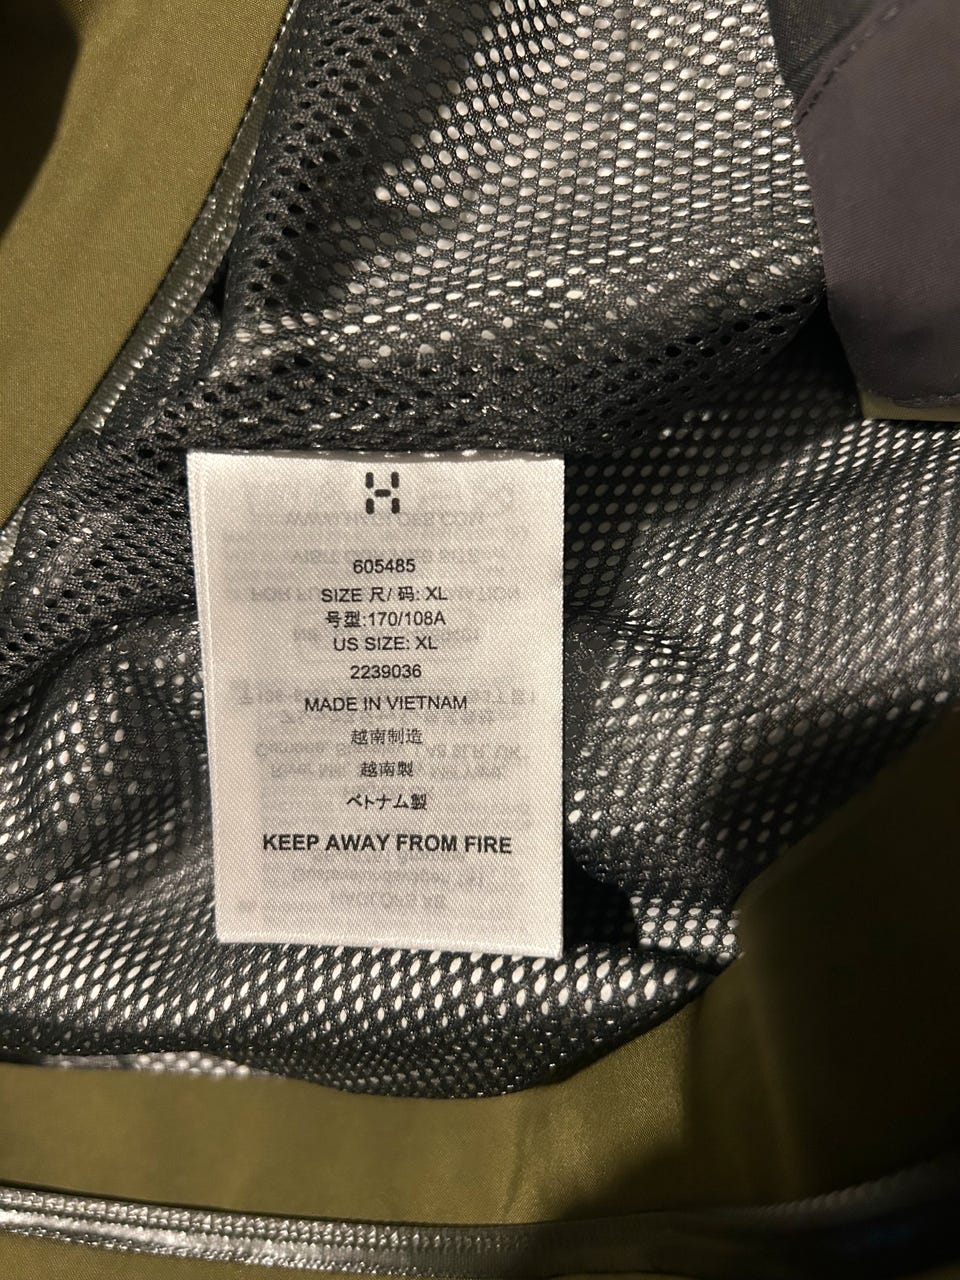 605485
SIZE 尺/ 码: XL
号型:170/108A
US SIZE: XL
2239036
MADE IN VIETNAM
越南制造
越南製
ベトナム製
KEEP AWAY FROM FIRE